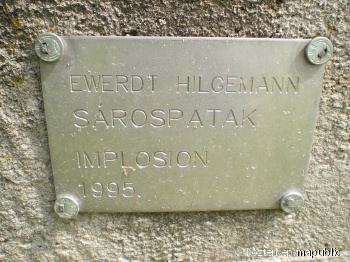 EWERDT HILGEMANN
SÁROSPATAK
IMPLOSION
1995.